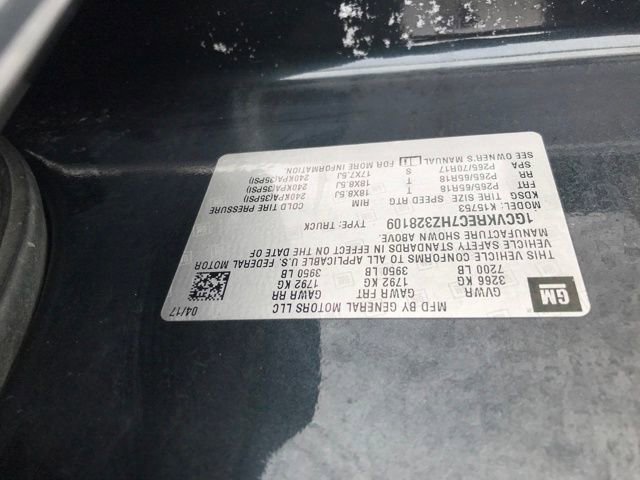 GM
MFD BY GENERAL MOTORS LLC
04/17
GVWR GAWR FRT GAWR RR
3266 KG 1792 KG 1792 KG
7200 LB 3950 LB 3950 LB
THIS VEHICLE CONFORMS TO ALL APPLICABLE U.S. FEDERAL MOTOR
VEHICLE SAFETY STANDARDS IN EFFECT ON THE DATE OF
MANUFACTURE SHOWN ABOVE.
1GCVKREC7HZ328109 TYPE: TRUCK
MODEL: K15753
KDSG TIRE SIZE SPEED RTG RIM COLD TIRE PRESSURE
FRT P265/65R18 T 18X8.5J 240KPA(35PSI)
RR P265/65R18 T 18X8.5J 240KPA(35PSI)
SPA P265/70R17 S 17X7.5J 240KPA(35PSI)
SEE OWNER'S MANUAL FOR MORE INFORMATION.